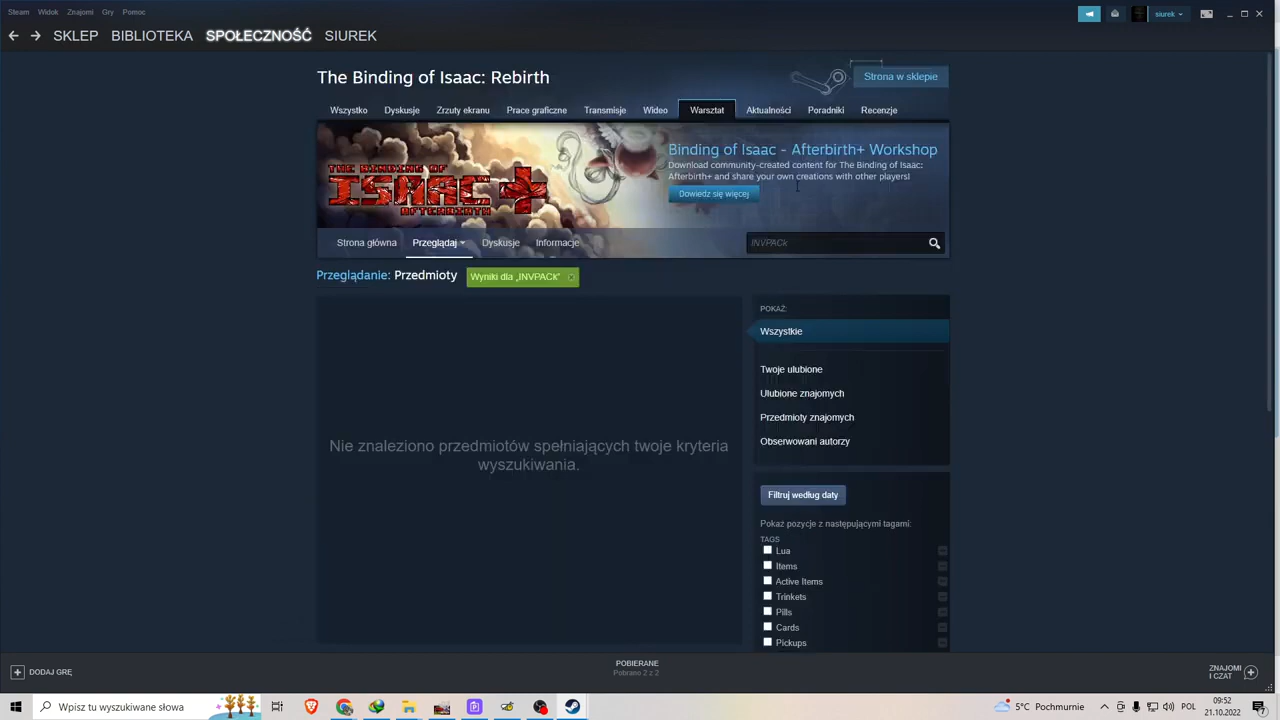 Steam Widok Znajomi Gry Pomoc
siurek
SKLEP BIBLIOTEKA SPOŁECZNOŚĆ SIUREK
The Binding of Isaac: Rebirth
Strona w sklepie
Wszystko Dyskusje Zrzuty ekranu Prace graficzne Transmisje Wideo Warsztat Aktualności Poradniki Recenzje
THE BINDING OF
ISAAC
AFTERBIRTH
Binding of Isaac - Afterbirth+ Workshop
Download community-created content for The Binding of Isaac:
Afterbirth+ and share your own creations with other players!
Dowiedz się więcej
Strona główna Przeglądaj Dyskusje Informacje
INVPACk
Przeglądanie: Przedmioty
Wyniki dla „INVPACk”
POKAŻ:
Wszystkie
Twoje ulubione
Ulubione znajomych
Przedmioty znajomych
Obserwowani autorzy
Nie znaleziono przedmiotów spełniających twoje kryteria
wyszukiwania.
Filtruj według daty
Pokaż pozycje z następującymi tagami:
TAGS
Lua
Items
Active Items
Trinkets
Pills
Cards
Pickups
DODAJ GRĘ
POBIERANE
Pobrano 2 z 2
ZNAJOMI
I CZAT
Wpisz tu wyszukiwane słowa
5°C Pochmurnie
POL
09:52
21.10.2022